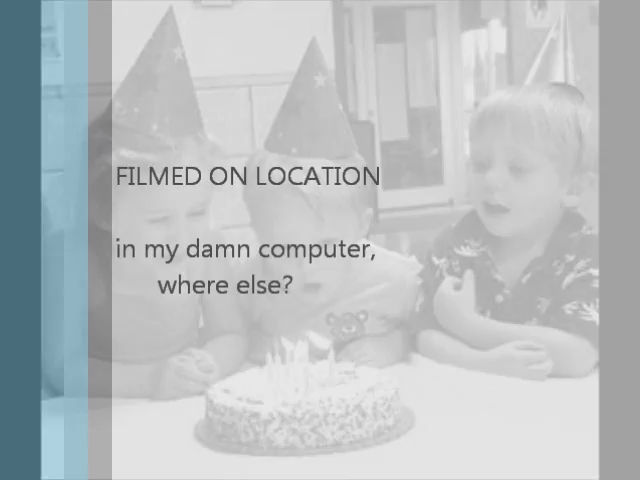 FILMED ON LOCATION
in my damn computer,
where else?